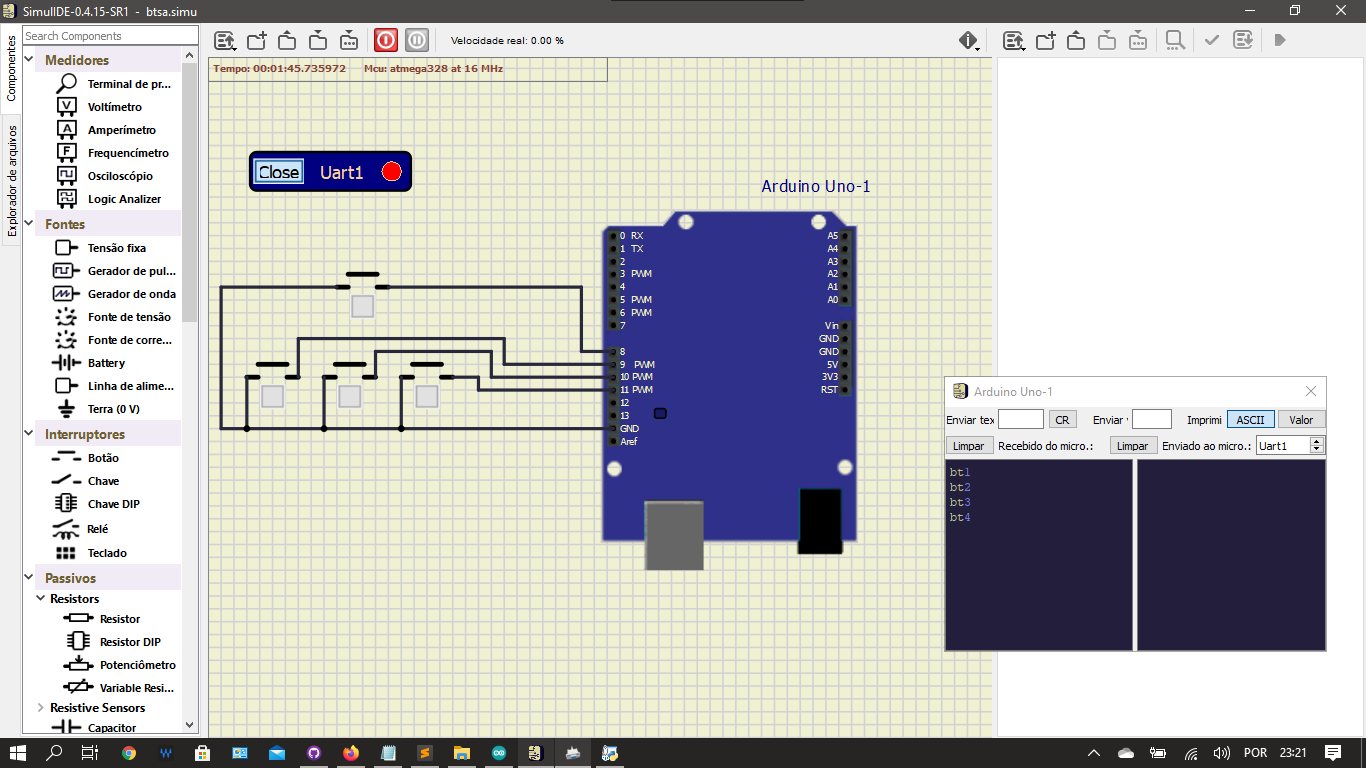 SimulIDE-0.4.15-SR1 - btsa.simu
Componentes
Explorador de arquivos
Search Components
Medidores
Terminal de pr...
Voltímetro
Amperímetro
Frequencímetro
Osciloscópio
Logic Analizer
Fontes
Tensão fixa
Gerador de pul...
Gerador de onda
Fonte de tensão
Fonte de corre...
Battery
Linha de alime...
Terra (0 V)
Interruptores
Botão
Chave
Chave DIP
Relé
Teclado
Passivos
Resistors
Resistor
Resistor DIP
Potenciômetro
Variable Resi...
Resistive Sensors
Capacitor
Velocidade real: 0.00 %
Tempo: 00:01:45.735972 Mcu: atmega328 at 16 MHz
Close Uart1
Arduino Uno-1
0 RX
1 TX
2
3 PWM
4
5 PWM
6 PWM
7
8
9 PWM
10 PWM
11 PWM
12
13
GND
Aref
A5
A4
A3
A2
A1
A0
Vin
GND
GND
5V
3V3
RST
Arduino Uno-1
Enviar tex CR Enviar Imprimi ASCII Valor
Limpar Recebido do micro.: Limpar Enviado ao micro.: Uart1
bt1
bt2
bt3
bt4
POR 23:21